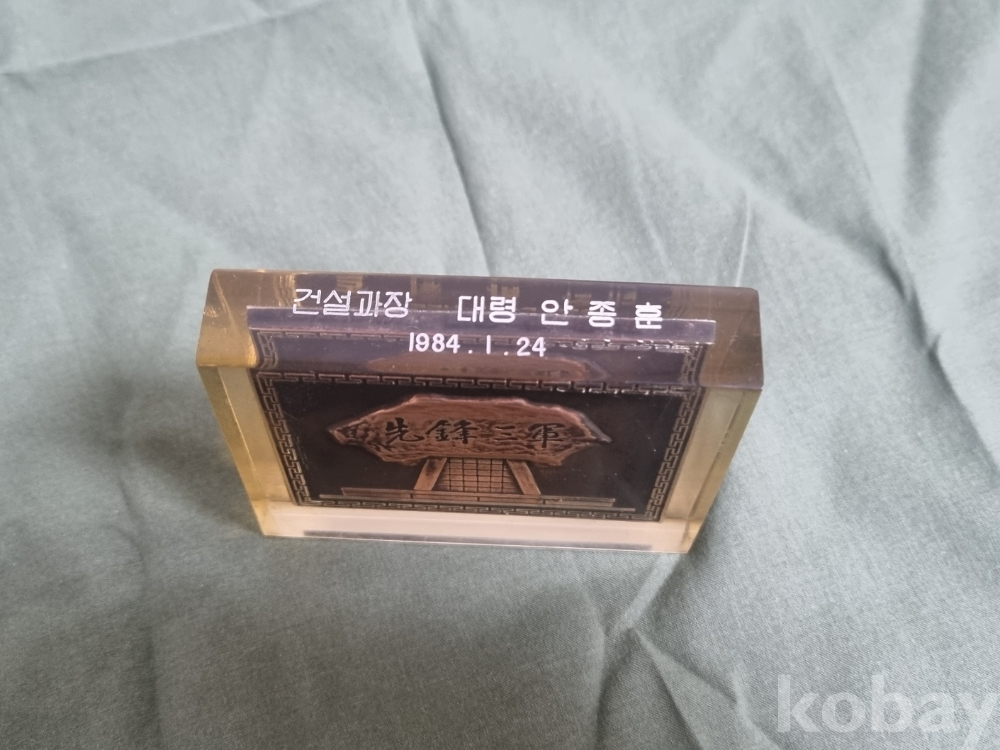 건설과장 대령 안종훈
1984.1.24
先鋒三軍
kobay